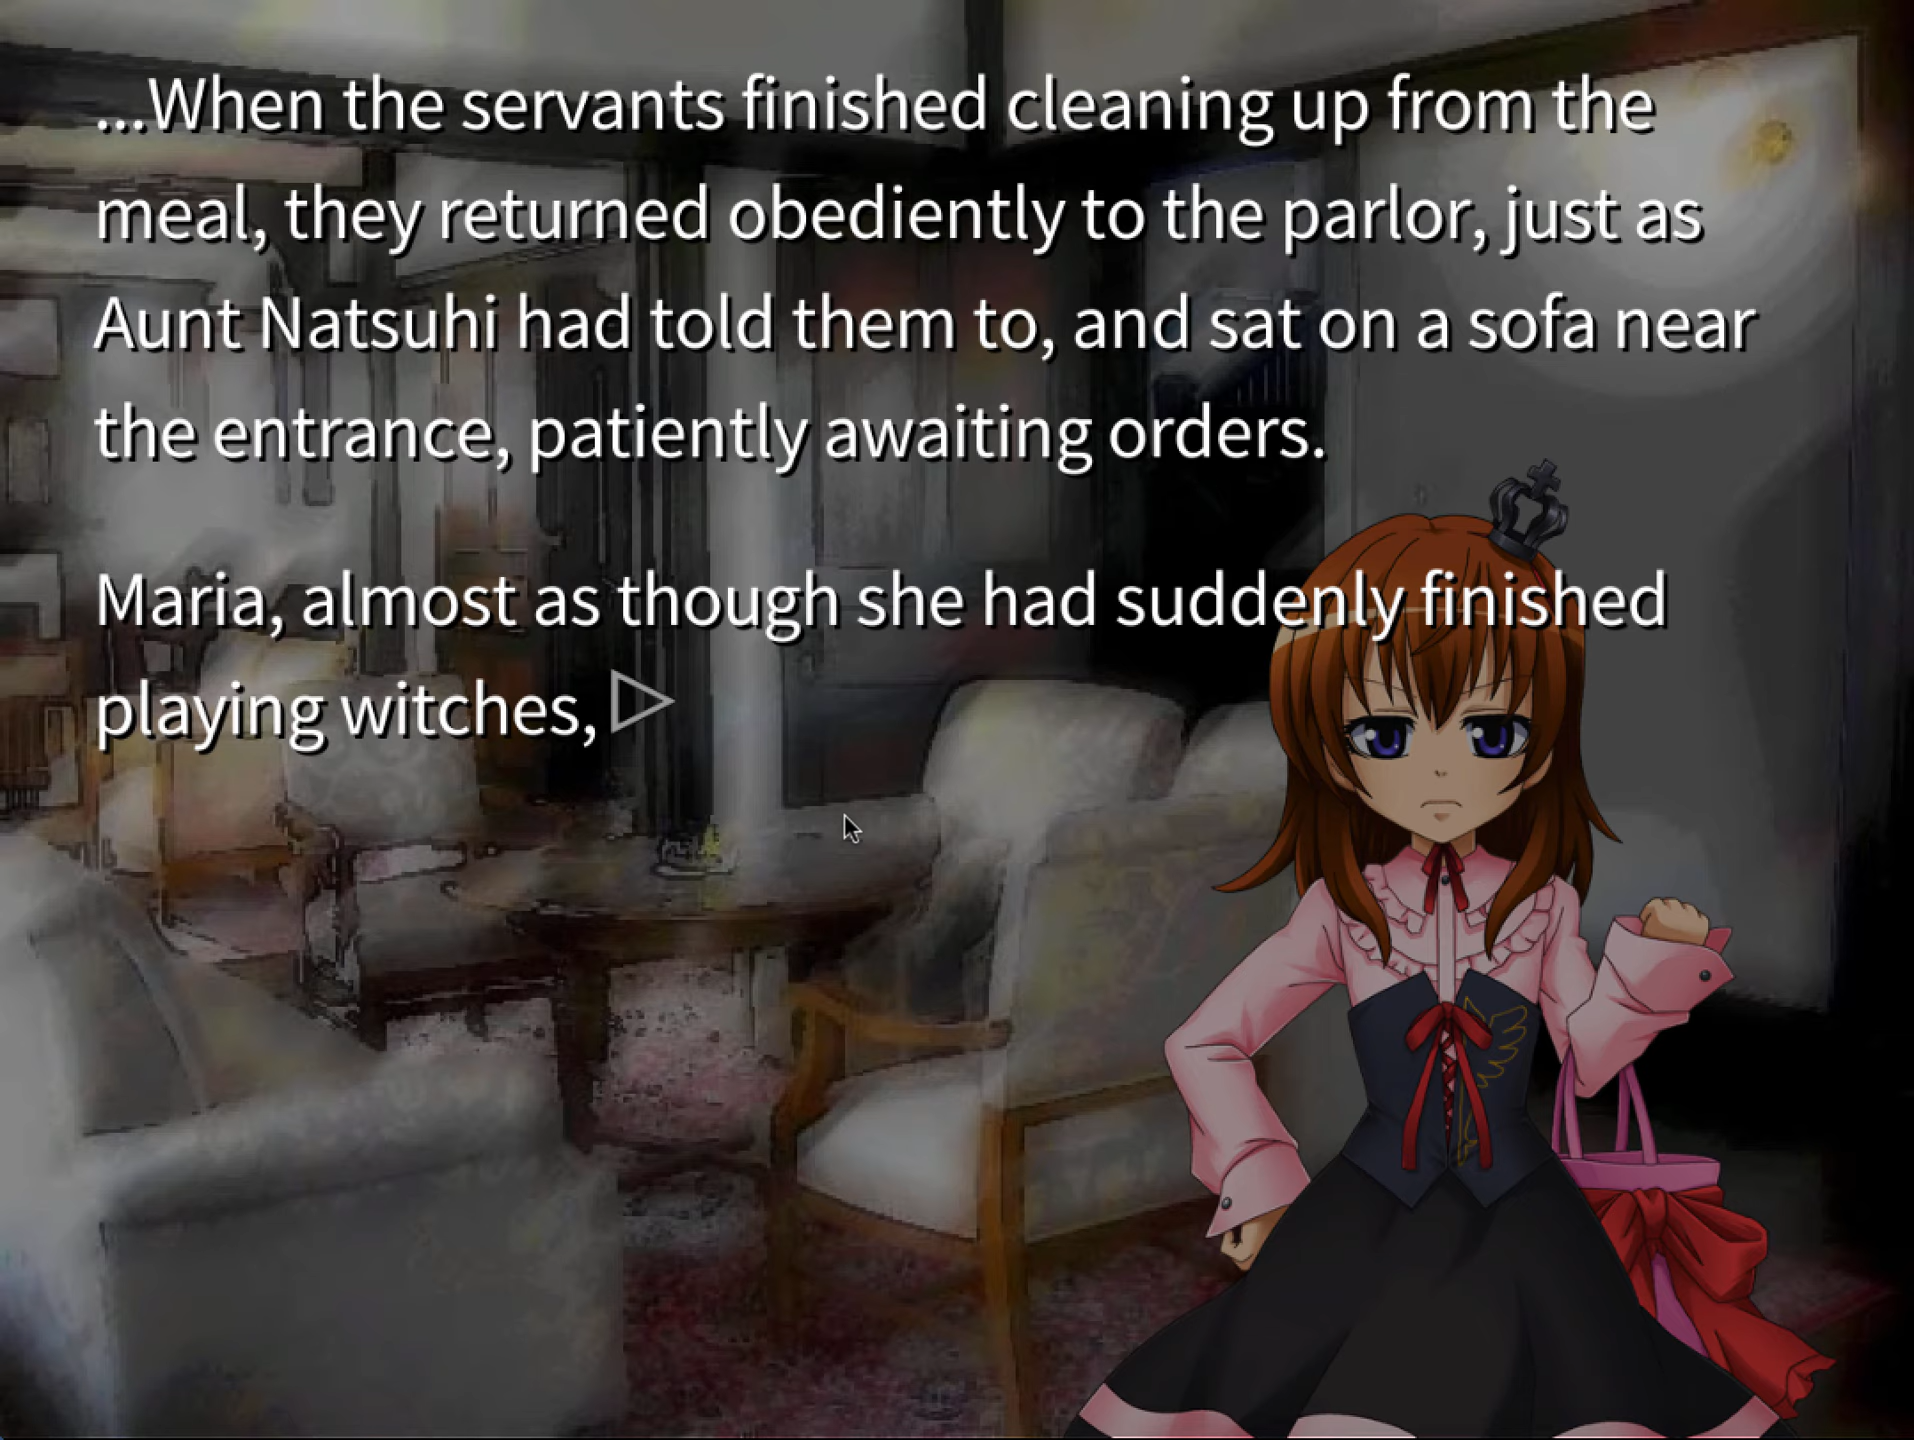 ...When the servants finished cleaning up from the
meal, they returned obediently to the parlor, just as
Aunt Natsuhi had told them to, and sat on a sofa near
the entrance, patiently awaiting orders.
Maria, almost as though she had suddenly finished
playing witches,